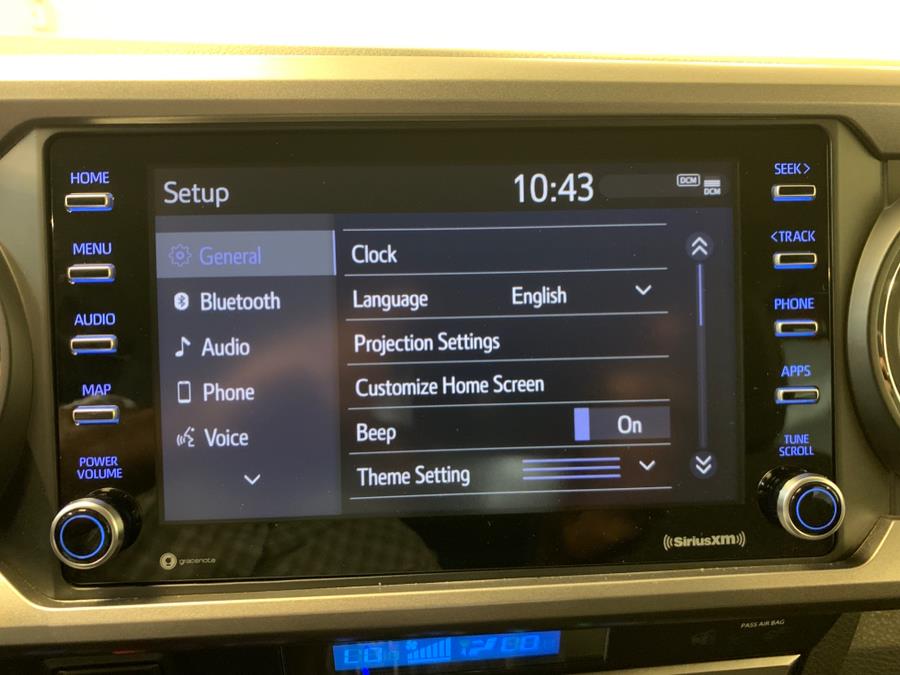 HOME
MENU
AUDIO
MAP
POWER
VOLUME
Setup
10:43
DCM
DCM
General
Bluetooth
Audio
Phone
Voice
Clock
Language English
Projection Settings
Customize Home Screen
Beep On
Theme Setting
SEEK >
< TRACK
PHONE
APPS
TUNE
SCROLL
gracenote
((SiriusXM))
PASS AIR BAG